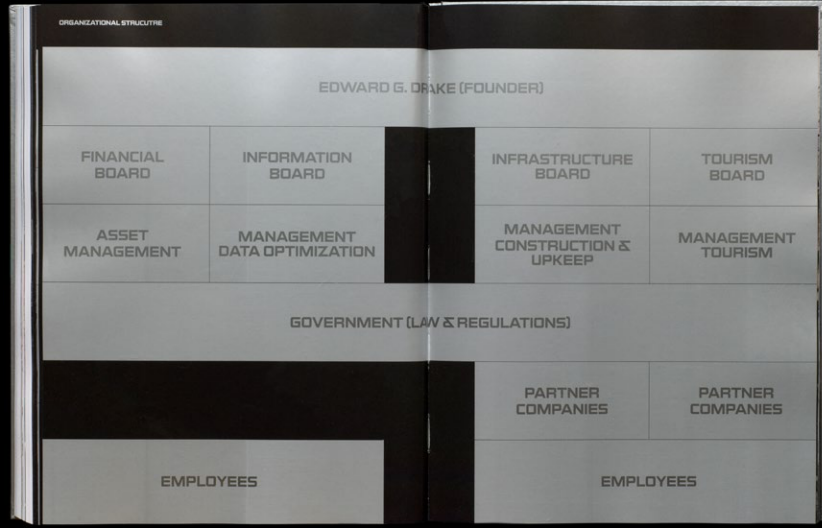 ORGANIZATIONAL STRUCUTRE
EDWARD G. DRAKE (FOUNDER)
FINANCIAL
BOARD
INFORMATION
BOARD
INFRASTRUCTURE
BOARD
TOURISM
BOARD
ASSET
MANAGEMENT
MANAGEMENT
DATA OPTIMIZATION
MANAGEMENT
CONSTRUCTION &
UPKEEP
MANAGEMENT
TOURISM
GOVERNMENT (LAW & REGULATIONS)
PARTNER
COMPANIES
PARTNER
COMPANIES
EMPLOYEES
EMPLOYEES